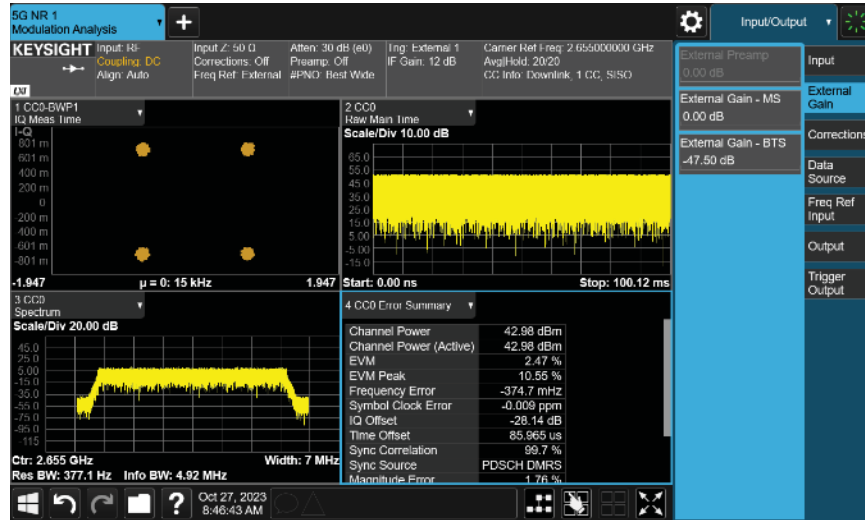 5G NR 1
Modulation Analysis
Input/Output
KEYSIGHT
Input: RF
Coupling: DC
Align: Auto
LXI
Input Z: 50 Ω
Corrections: Off
Freq Ref: External
Atten: 30 dB (e0)
Preamp: Off
#PNO: Best Wide
Trig: External 1
IF Gain: 12 dB
Carrier Ref Freq: 2.655000000 GHz
Avg|Hold: 20/20
CC Info: Downlink, 1 CC, SISO
1 CC0-BWP1
IQ Meas Time
I-Q
801 m
601 m
400 m
200 m
0
-200 m
-400 m
-601 m
-801 m
-1.947
µ = 0: 15 kHz
1.947
2 CC0
Raw Main Time
Scale/Div 10.00 dB
65.0
55.0
45.0
35.0
25.0
15.0
5.00
-5.00
-15.0
Start: 0.00 ns
Stop: 100.12 ms
3 CC0
Spectrum
Scale/Div 20.00 dB
45.0
25.0
5.00
-15.0
-35.0
-55.0
-75.0
-95.0
-115
Ctr: 2.655 GHz
Width: 7 MHz
Res BW: 377.1 Hz Info BW: 4.92 MHz
4 CC0 Error Summary
Channel Power 42.98 dBm
Channel Power (Active) 42.98 dBm
EVM 2.47 %
EVM Peak 10.55 %
Frequency Error -374.7 mHz
Symbol Clock Error -0.009 ppm
IQ Offset -28.14 dB
Time Offset 85.965 us
Sync Correlation 99.7 %
Sync Source PDSCH DMRS
Magnitude Error 1.76 %
External Preamp
0.00 dB
External Gain - MS
0.00 dB
External Gain - BTS
-47.50 dB
Input
External
Gain
Corrections
Data
Source
Freq Ref
Input
Output
Trigger
Output
?
Oct 27, 2023
8:46:43 AM